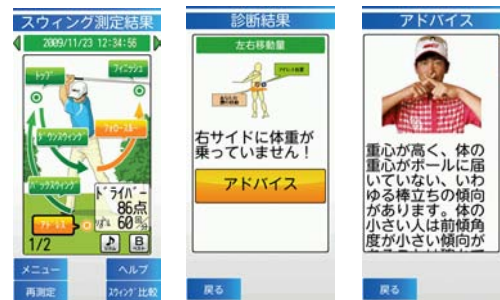 スウィング測定結果
2009/11/23 12:34:56
トップ
フィニッシュ
ダウンスウィング
フォロースルー
バックスウィング
アドレス
ドライバー
86点
60
1/2
メニュー
ヘルプ
再測定
スウィング比較
診断結果
左右移動量
右サイドに体重が
乗っていません！
アドバイス
戻る
アドバイス
重心が高く、体の
重心がボールに届
いていない、いわ
ゆる棒立ちの傾向
があります。体の
小さい人は前傾角
度が小さい傾向が
戻る